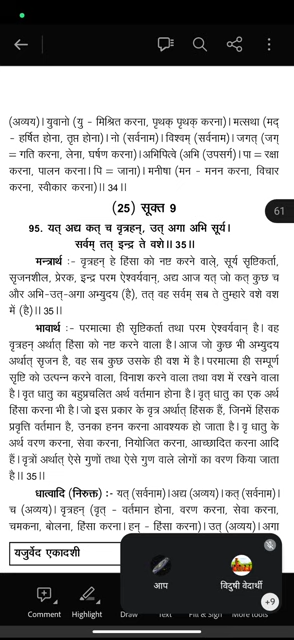 9:37
(अव्यय)। युवानो (यु - मिश्रित करना, पृथक् पृथक् करना)। मत्सथा (मद्
- हर्षित होना, तृप्त होना)। नो (सर्वनाम)। विश्वम् (सर्वनाम)। जगत् (जग्
= गति करना, लेना, घर्षण करना)। अभिपित्वे (अभि (उपसर्ग)। पा = रक्षा
करना, पालन करना। पि = जाना)। मनीषा (मन - मनन करना, विचार
करना, स्वीकार करना)।। 34।।
(25) सूक्त 9
61
95. यत् अद्य कत् च वृत्रहन्, उत् अगा अभि सूर्य।
सर्वम् तत् इन्द्र ते वशे।। 35।।
मन्त्रार्थ :- वृत्रहन् हे हिंसा को नष्ट करने वाले, सूर्य सृष्टिकर्ता,
सृजनशील, प्रेरक, इन्द्र परम ऐश्वर्यवान्, अद्य आज यत् जो कत् कुछ च
और अभि-उत्-अगा अभ्युदय (है), तत् वह सर्वम् सब ते तुम्हारे वशे वश
में (है)।। 35।।
भावार्थ :- परमात्मा ही सृष्टिकर्ता तथा परम ऐश्वर्यवान् है। वह
वृत्रहन् अर्थात् हिंसा को नष्ट करने वाला है। आज जो कुछ भी अभ्युदय
अर्थात् सृजन है, वह सब कुछ उसके ही वश में है। परमात्मा ही सम्पूर्ण
सृष्टि को उत्पन्न करने वाला, विनाश करने वाला तथा वश में रखने वाला
है। वृत धातु का बहुप्रचलित अर्थ वर्तमान होना है। वृत् धातु का एक अर्थ
हिंसा करना भी है। जो इस प्रकार के वृत्र अर्थात् हिंसक हैं, जिनमें हिंसक
प्रवृत्ति वर्तमान है, उनका हनन करना आवश्यक हो जाता है। वृ धातु के
अर्थ वरण करना, सेवा करना, नियोजित करना, आच्छादित करना आदि
हैं। वृत्रों अर्थात् ऐसे गुणों तथा ऐसे गुण वाले लोगों का वरण किया जाता
है।। 35।।
धात्वादि (निरुक्त) :- यत् (सर्वनाम)। अद्य (अव्यय)। कत् (सर्वनाम)।
च (अव्यय)। वृत्रहन् (वृत् - वर्तमान होना, वरण करना, सेवा करना,
चमकना, बोलना, हिंसा करना। हन् - हिंसा करना)। उत् (अव्यय)। अगा
यजुर्वेद एकादशी
आप
विदुषी वेदार्थी
+9
Comment Highlight Draw Text Fill & Sign More tools